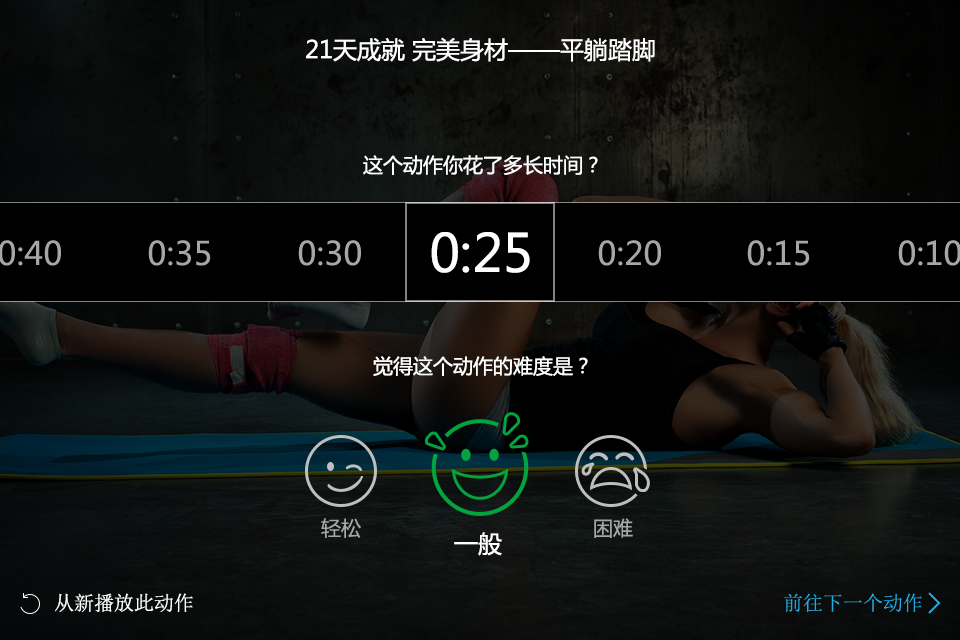 21天成就 完美身材——平躺踏脚
这个动作你花了多长时间？
0:40 0:35 0:30 0:25 0:20 0:15 0:10
觉得这个动作的难度是？
轻松 一般 困难
从新播放此动作 前往下一个动作